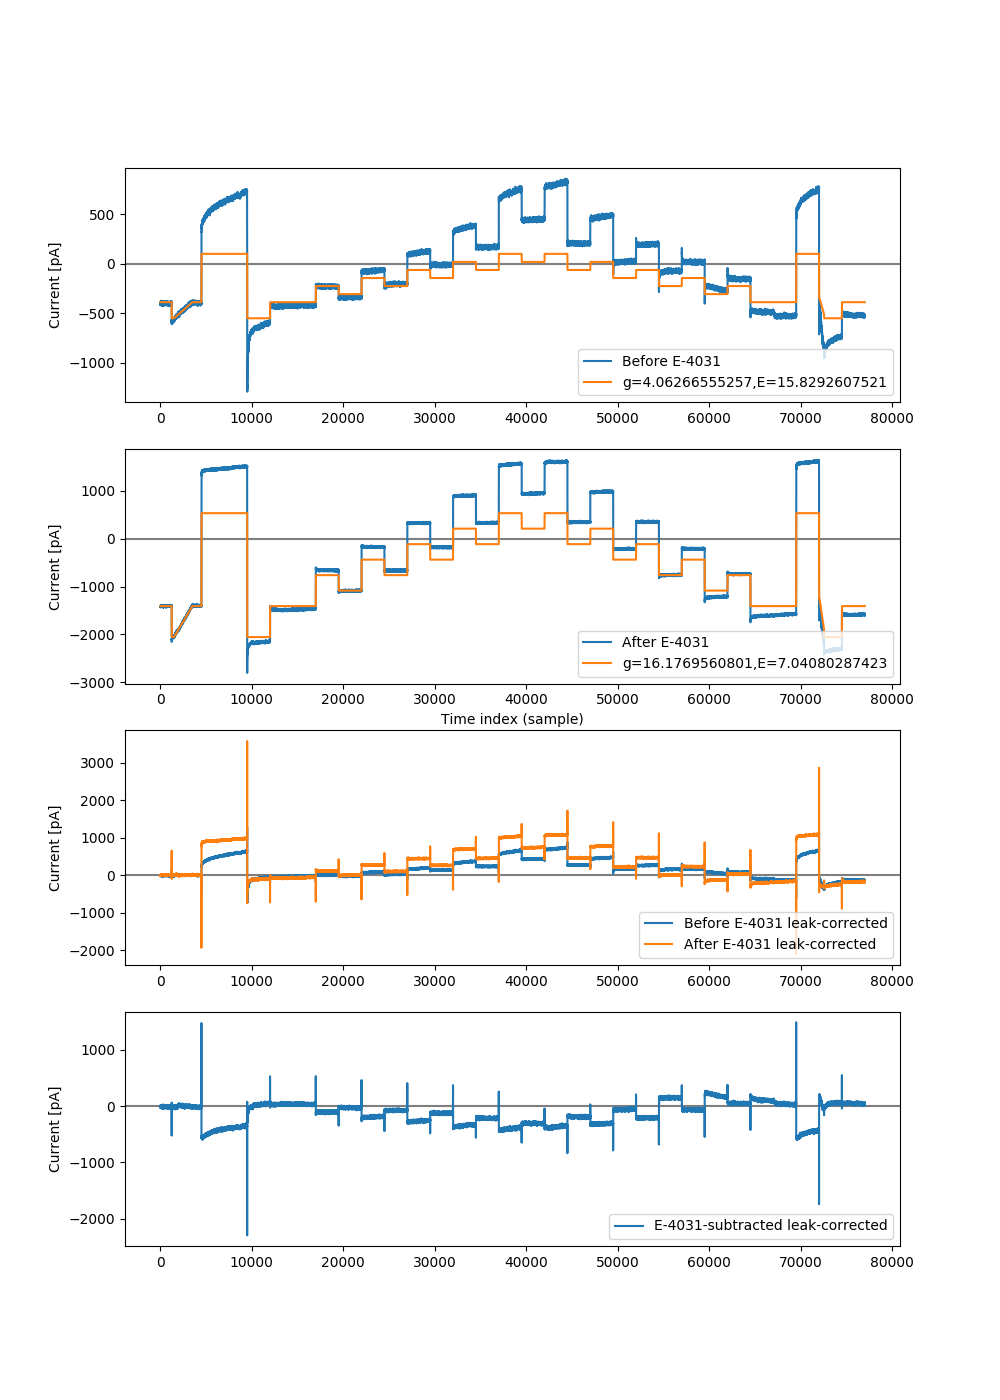 500
0
−500
−1000
Current [pA]
Before E-4031
g=4.06266555257,E=15.8292607521
0 10000 20000 30000 40000 50000 60000 70000 80000
1000
0
−1000
−2000
−3000
Current [pA]
After E-4031
g=16.1769560801,E=7.04080287423
0 10000 20000 30000 40000 50000 60000 70000 80000
Time index (sample)
3000
2000
1000
0
−1000
−2000
Current [pA]
Before E-4031 leak-corrected
After E-4031 leak-corrected
0 10000 20000 30000 40000 50000 60000 70000 80000
1000
0
−1000
−2000
Current [pA]
E-4031-subtracted leak-corrected
0 10000 20000 30000 40000 50000 60000 70000 80000